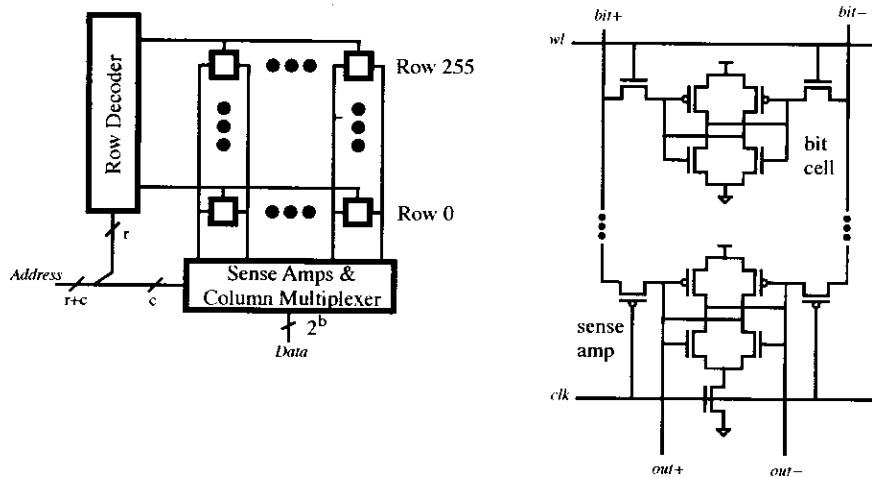 Row Decoder
Row 255
Row 0
r
Address
r+c
c
Sense Amps &
Column Multiplexer
2^b
Data
bit+
bit−
wl
bit
cell
sense
amp
clk
out+
out−